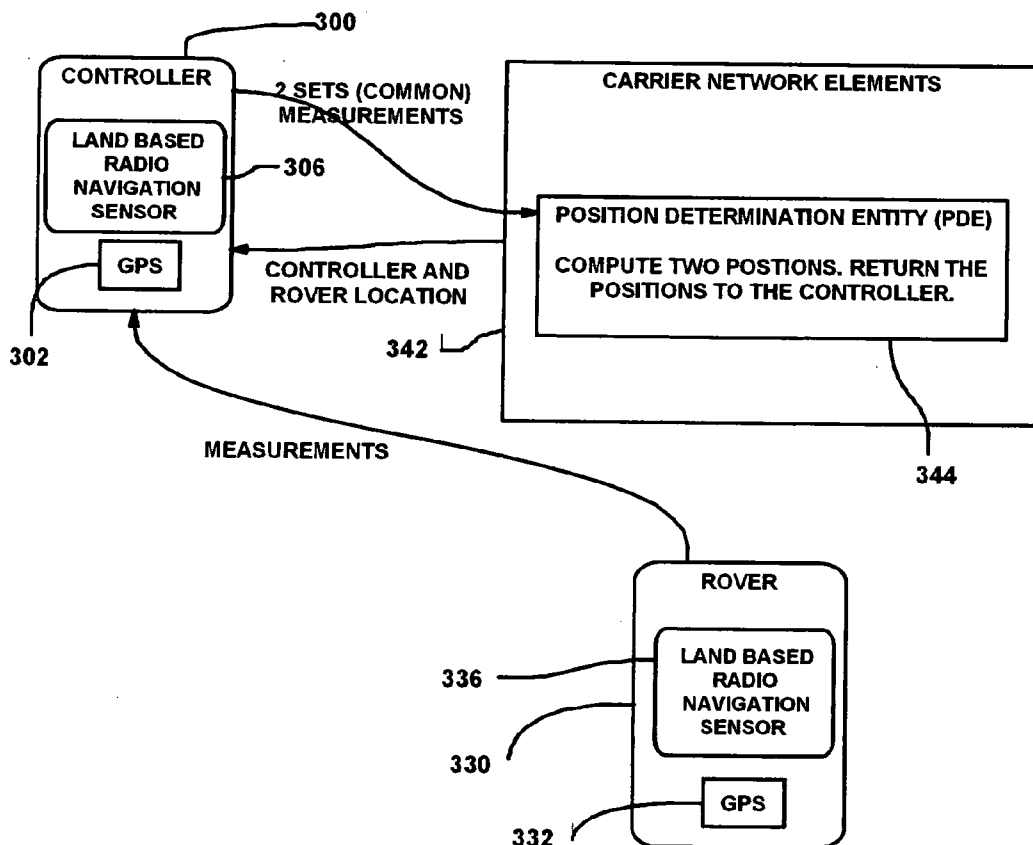 300
CONTROLLER
LAND BASED
RADIO
NAVIGATION
SENSOR
306
GPS
302
2 SETS (COMMON)
MEASUREMENTS
CONTROLLER AND
ROVER LOCATION
CARRIER NETWORK ELEMENTS
POSITION DETERMINATION ENTITY (PDE)
COMPUTE TWO POSTIONS. RETURN THE
POSITIONS TO THE CONTROLLER.
342
344
MEASUREMENTS
ROVER
LAND BASED
RADIO
NAVIGATION
SENSOR
336
330
GPS
332